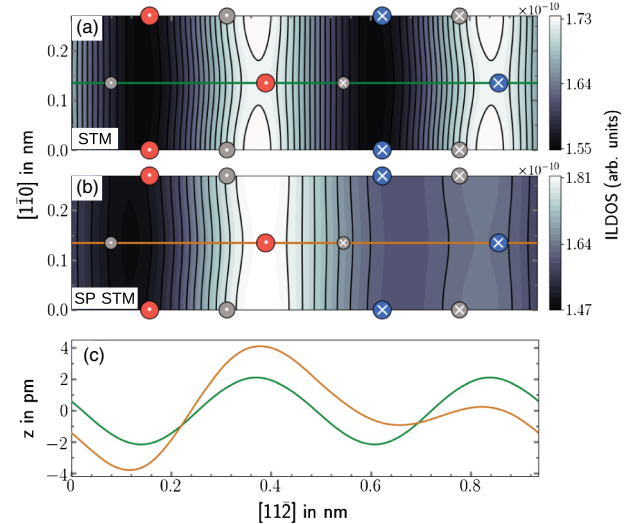 (a)
0.2
0.1
0.0
STM
×10⁻¹⁰
1.73
1.64
1.55
[11̄0] in nm
(b)
0.2
0.1
0.0
SP STM
×10⁻¹⁰
1.81
1.64
1.47
ILDOS (arb. units)
(c)
4
2
0
−2
−4
z in pm
0
0.2
0.4
0.6
0.8
[112̄] in nm